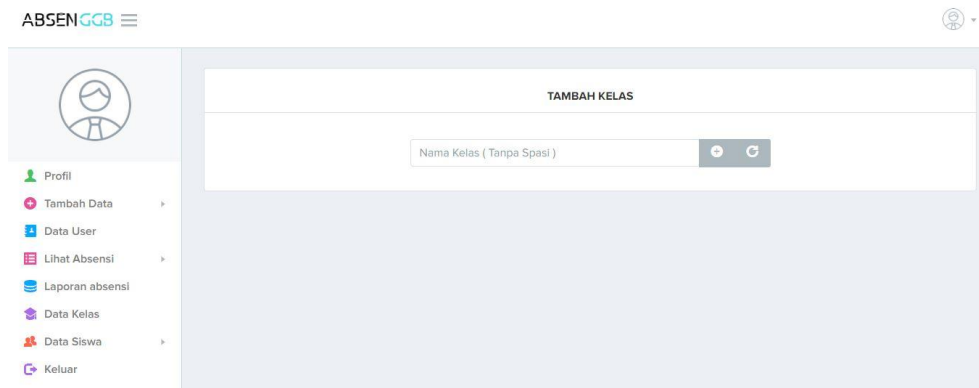 ABSENGGB
TAMBAH KELAS
Nama Kelas ( Tanpa Spasi )
Profil
Tambah Data
Data User
Lihat Absensi
Laporan absensi
Data Kelas
Data Siswa
Keluar